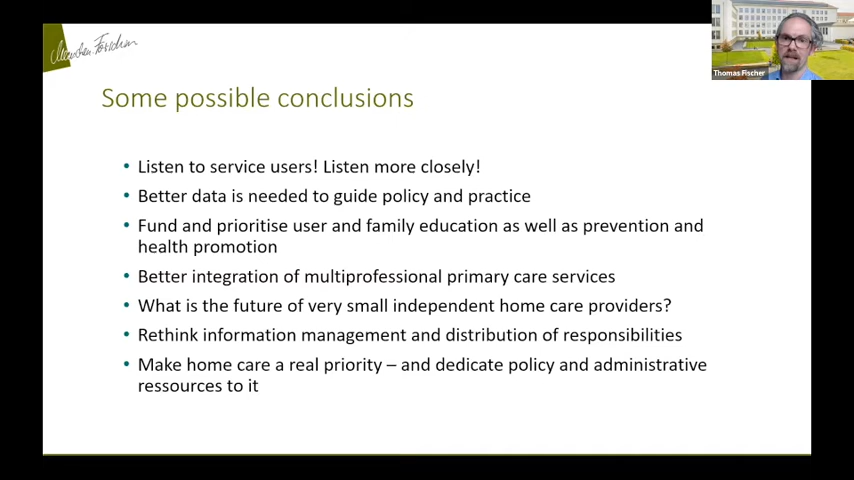 Thomas Fischer
Some possible conclusions
• Listen to service users! Listen more closely!
• Better data is needed to guide policy and practice
• Fund and prioritise user and family education as well as prevention and
health promotion
• Better integration of multiprofessional primary care services
• What is the future of very small independent home care providers?
• Rethink information management and distribution of responsibilities
• Make home care a real priority – and dedicate policy and administrative
ressources to it